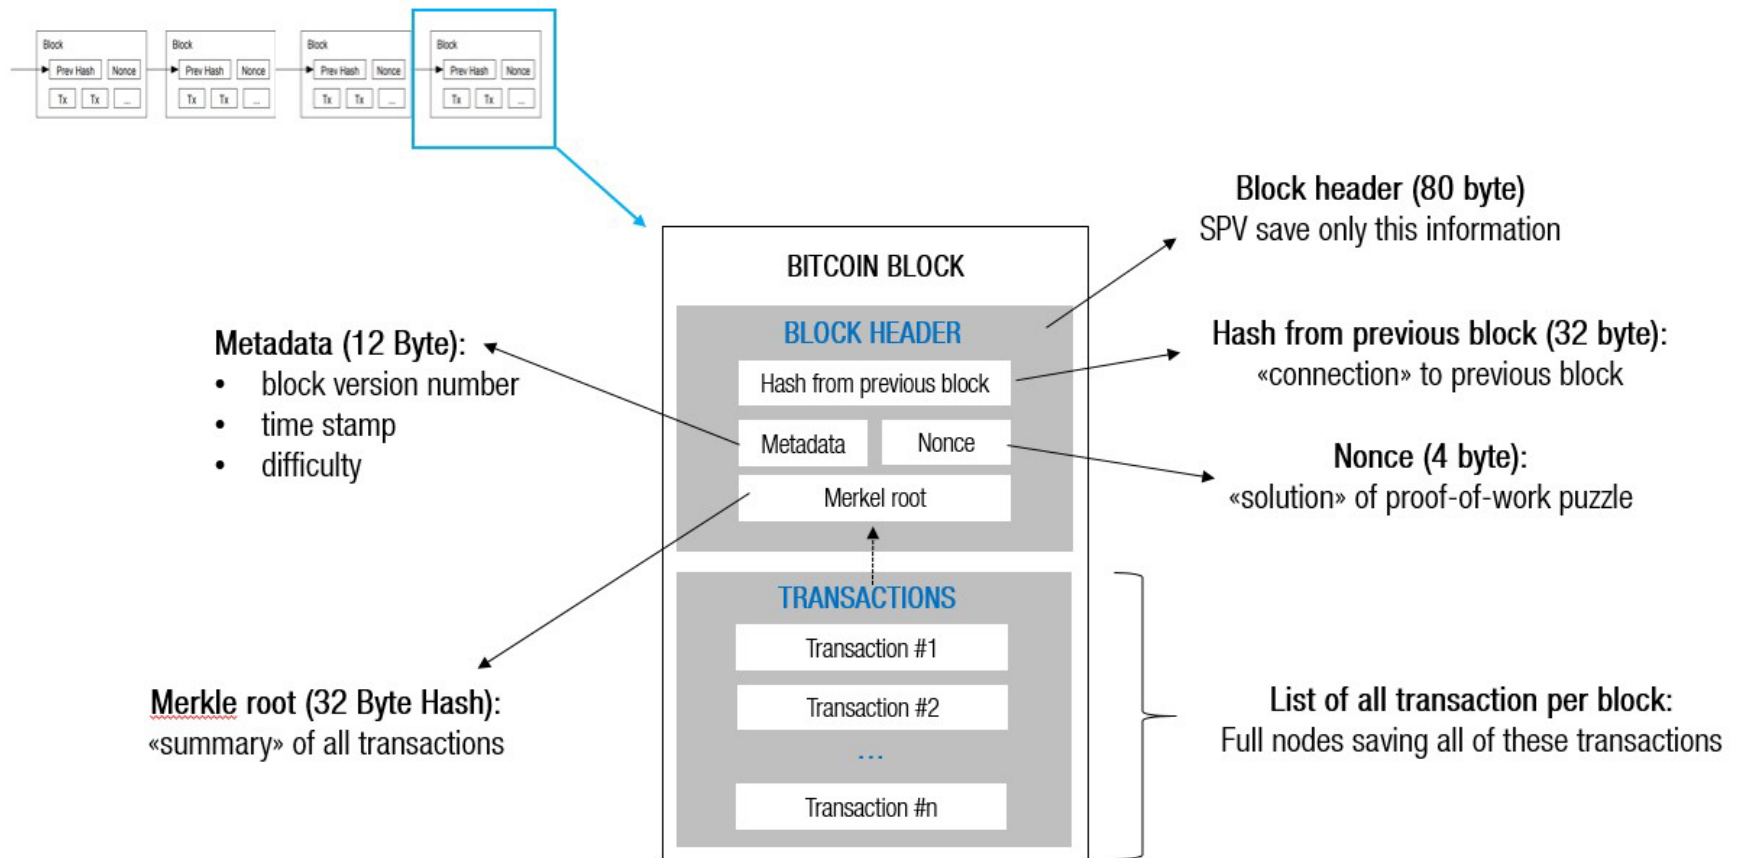 Block
Prev Hash Nonce
Tx Tx ...
Block
Prev Hash Nonce
Tx Tx ...
Block
Prev Hash Nonce
Tx Tx ...
Block
Prev Hash Nonce
Tx Tx ...
Block header (80 byte)
SPV save only this information
BITCOIN BLOCK
BLOCK HEADER
Hash from previous block
Metadata Nonce
Merkel root
Metadata (12 Byte):
• block version number
• time stamp
• difficulty
Hash from previous block (32 byte):
«connection» to previous block
Nonce (4 byte):
«solution» of proof-of-work puzzle
TRANSACTIONS
Transaction #1
Transaction #2
...
Transaction #n
Merkle root (32 Byte Hash):
«summary» of all transactions
List of all transaction per block:
Full nodes saving all of these transactions